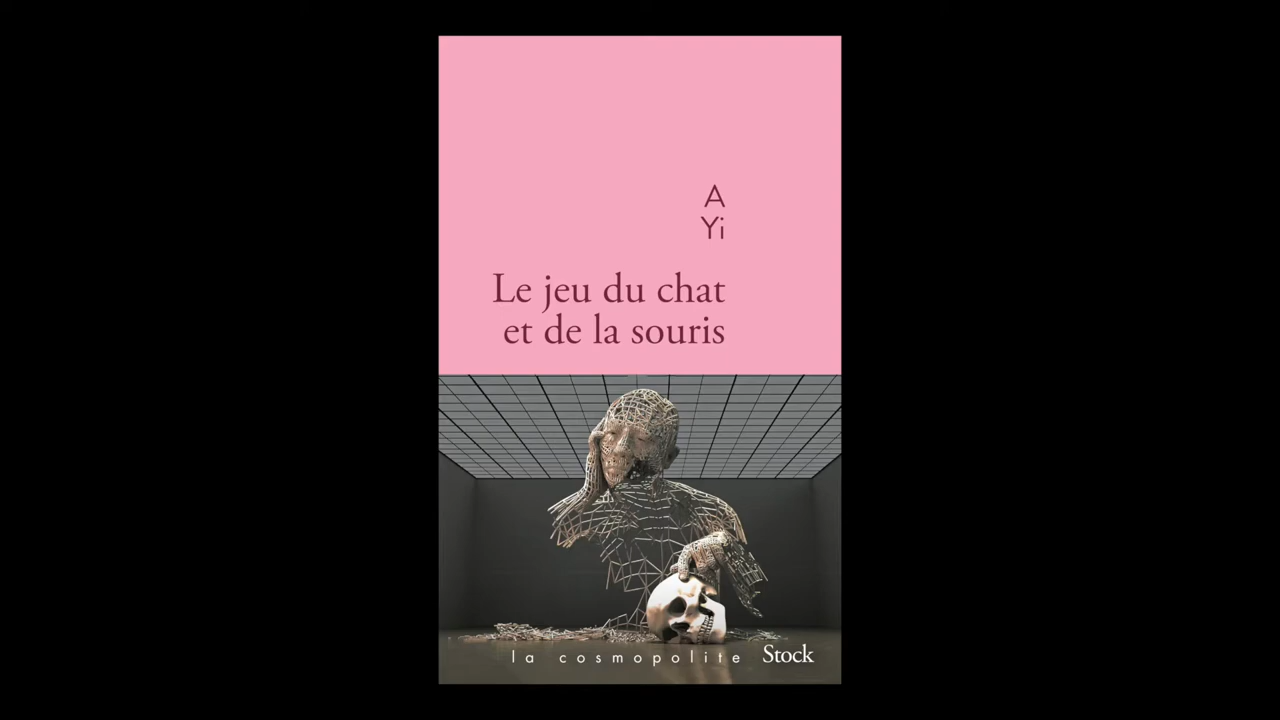 A
Yi
Le jeu du chat
et de la souris
la cosmopolite Stock